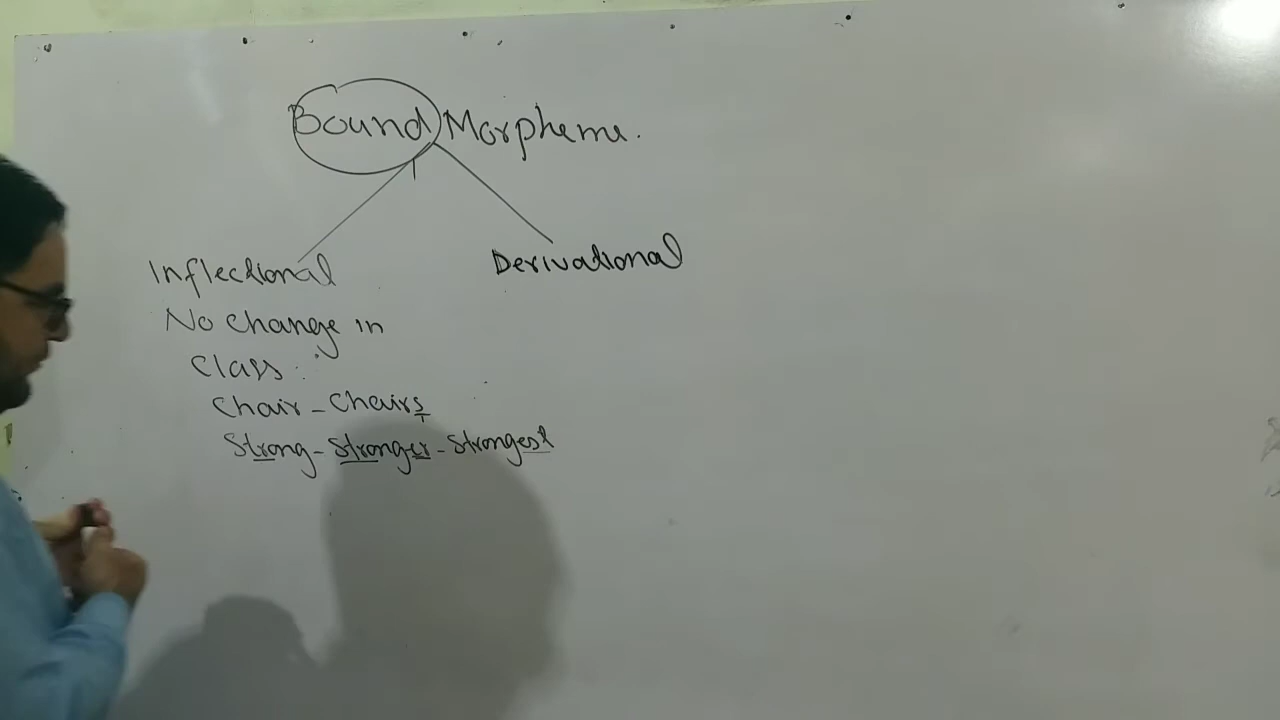 Bound Morpheme.
Inflectional
Derivational
No change in
Class :
Chair - Chairs
Strong - Stronger - Strongest